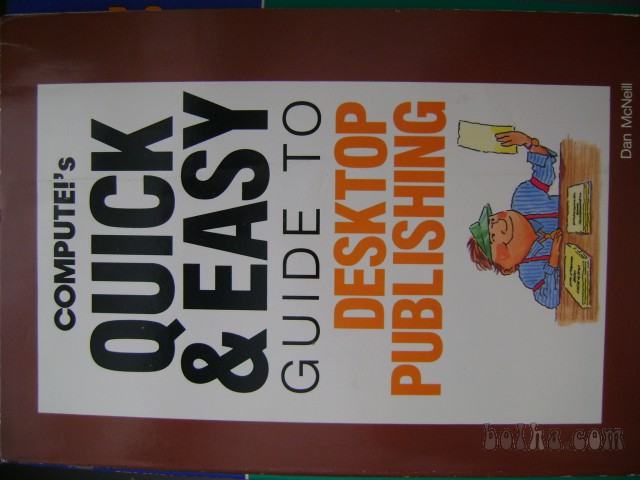 COMPUTE!'s
QUICK
& EASY
GUIDE TO
DESKTOP
PUBLISHING
Dan McNeill
bolha.com